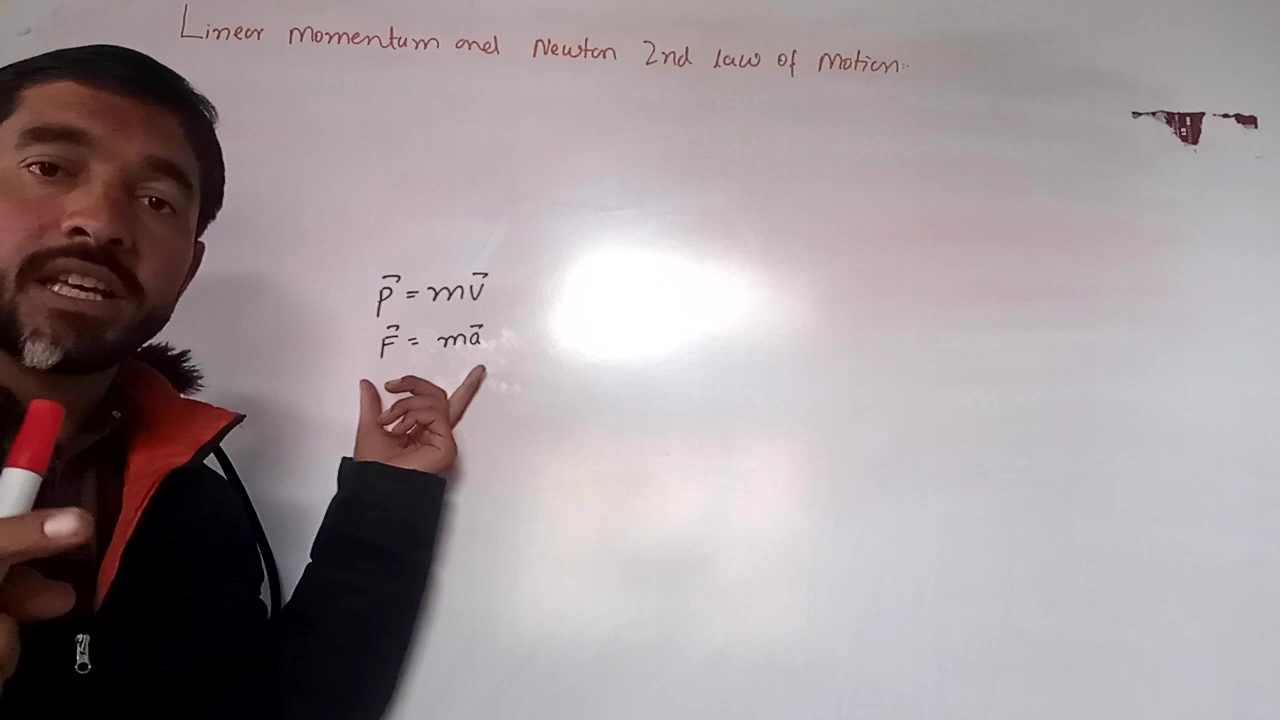 Linear momentum and Newton 2nd law of motion..
p⃗ = mv⃗
F⃗ = ma⃗